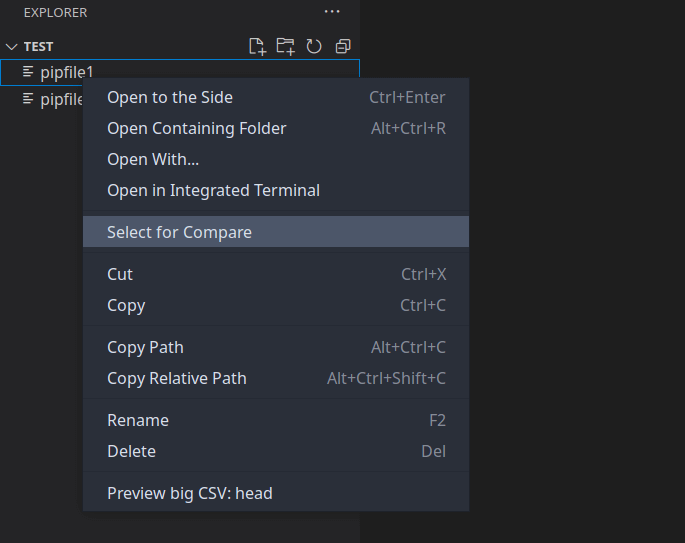 EXPLORER
TEST
pipfile1
pipfile
Open to the Side Ctrl+Enter
Open Containing Folder Alt+Ctrl+R
Open With...
Open in Integrated Terminal
Select for Compare
Cut Ctrl+X
Copy Ctrl+C
Copy Path Alt+Ctrl+C
Copy Relative Path Alt+Ctrl+Shift+C
Rename F2
Delete Del
Preview big CSV: head